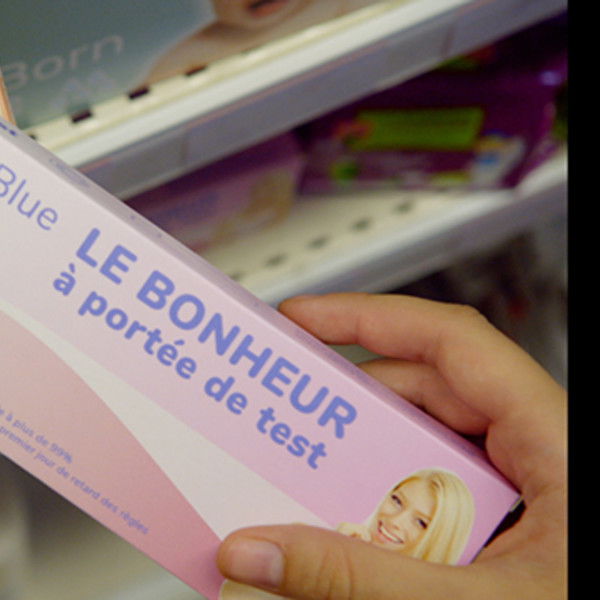 Born
Blue
LE BONHEUR
à portée de test
à plus de 99%
premier jour de retard des règles